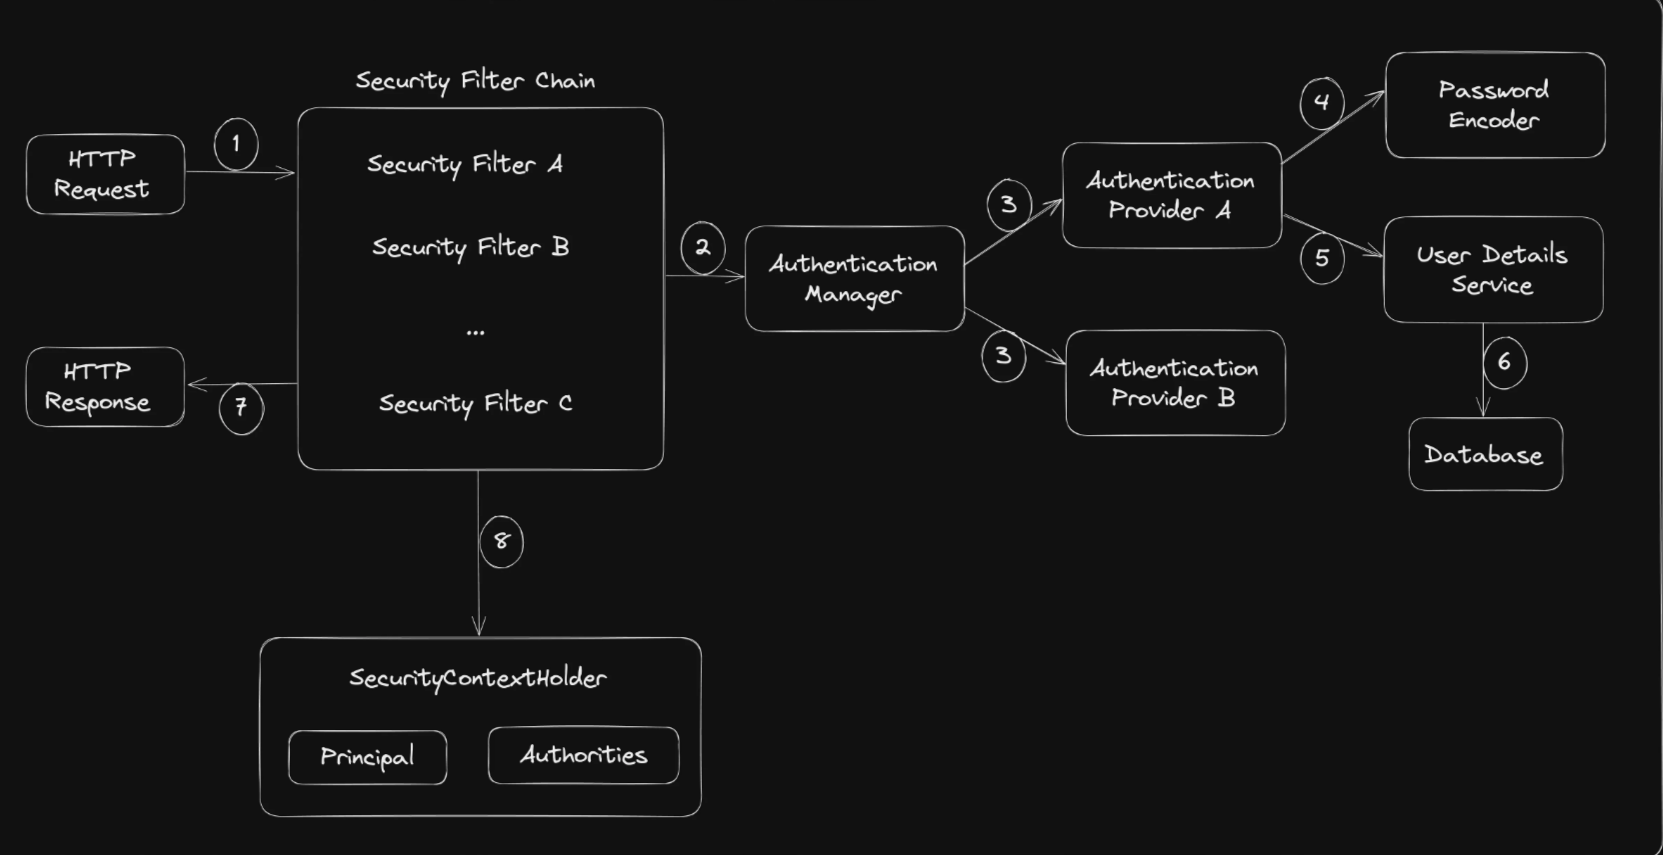 Security Filter Chain
HTTP
Request
1
Security Filter A
Security Filter B
...
Security Filter C
HTTP
Response
7
2
Authentication
Manager
3
Authentication
Provider A
3
Authentication
Provider B
4
Password
Encoder
5
User Details
Service
6
Database
8
SecurityContextHolder
Principal
Authorities